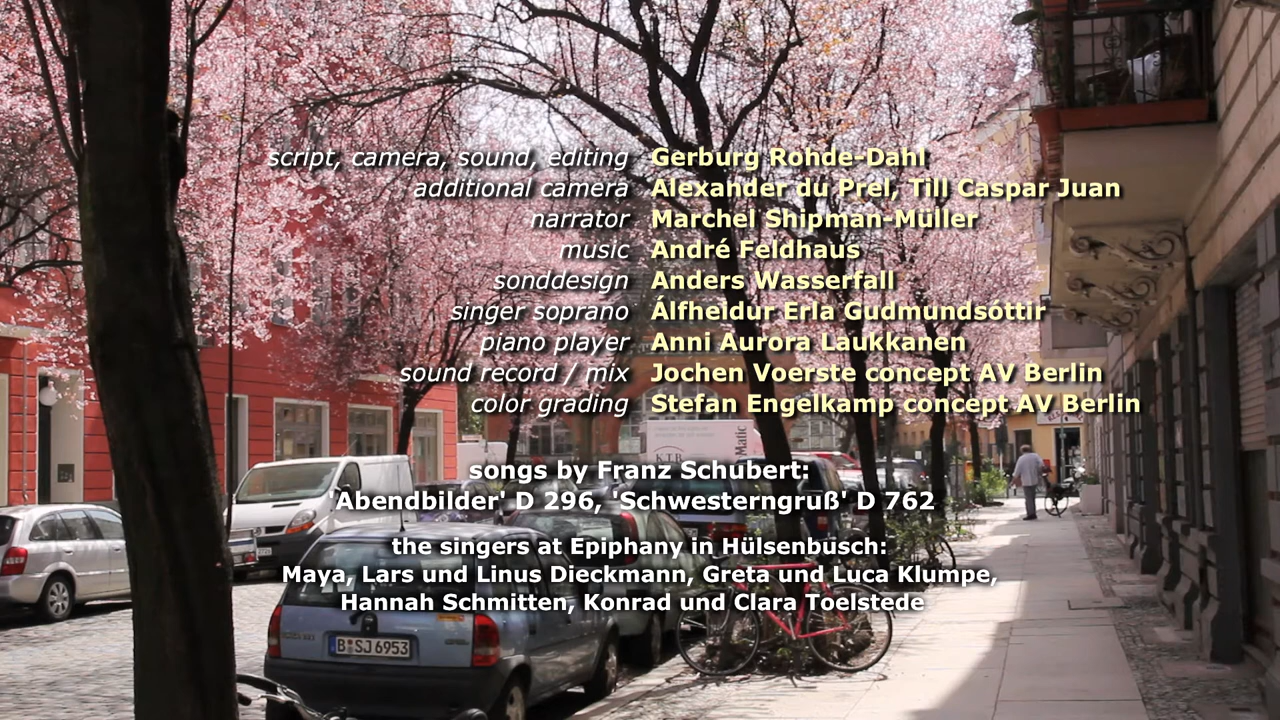 script, camera, sound, editing Gerburg Rohde-Dahl
additional camera Alexander du Prel, Till Caspar Juan
narrator Marchel Shipman-Müller
music André Feldhaus
sonddesign Anders Wasserfall
singer soprano Álfheidur Erla Gudmundsóttir
piano player Anni Aurora Laukkanen
sound record / mix Jochen Voerste concept AV Berlin
color grading Stefan Engelkamp concept AV Berlin
KTB
Matic
songs by Franz Schubert:
'Abendbilder' D 296, 'Schwesterngruß' D 762
the singers at Epiphany in Hülsenbusch:
Maya, Lars und Linus Dieckmann, Greta und Luca Klumpe,
Hannah Schmitten, Konrad und Clara Toelstede
B SJ 6953